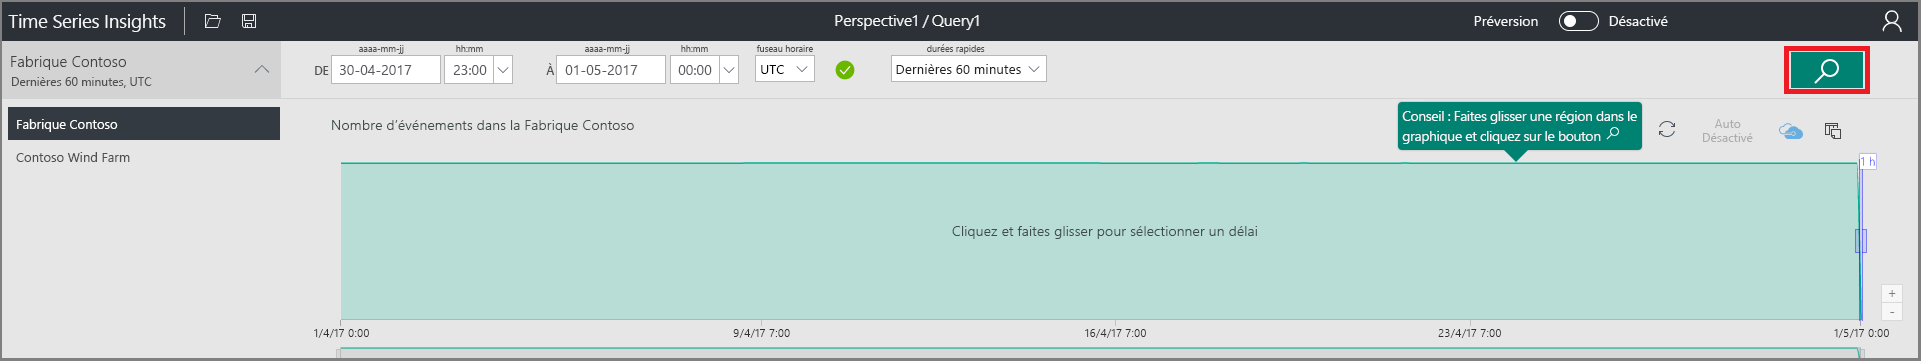 Time Series Insights
Perspective1 / Query1
Préversion
Désactivé
Fabrique Contoso
Dernières 60 minutes, UTC
aaaa-mm-jj
hh:mm
aaaa-mm-jj
hh:mm
fuseau horaire
durées rapides
DE
30-04-2017
23:00
À
01-05-2017
00:00
UTC
Dernières 60 minutes
Fabrique Contoso
Contoso Wind Farm
Nombre d'événements dans la Fabrique Contoso
Conseil : Faites glisser une région dans le
graphique et cliquez sur le bouton
Auto
Désactivé
1 h
Cliquez et faites glisser pour sélectionner un délai
+
-
1/4/17 0:00
9/4/17 7:00
16/4/17 7:00
23/4/17 7:00
1/5/17 0:00